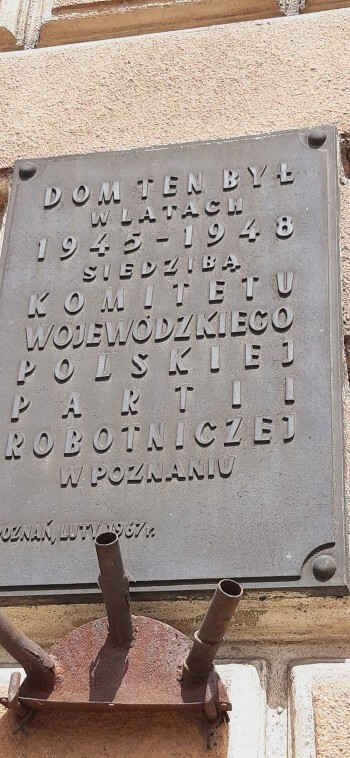 DOM TEN BYŁ
W LATACH
1945-1948
SIEDZIBĄ
KOMITETU
WOJEWÓDZKIEGO
POLSKIEJ
PARTII
ROBOTNICZEJ
W POZNANIU
POZNAŃ, LUTY 1967 r.